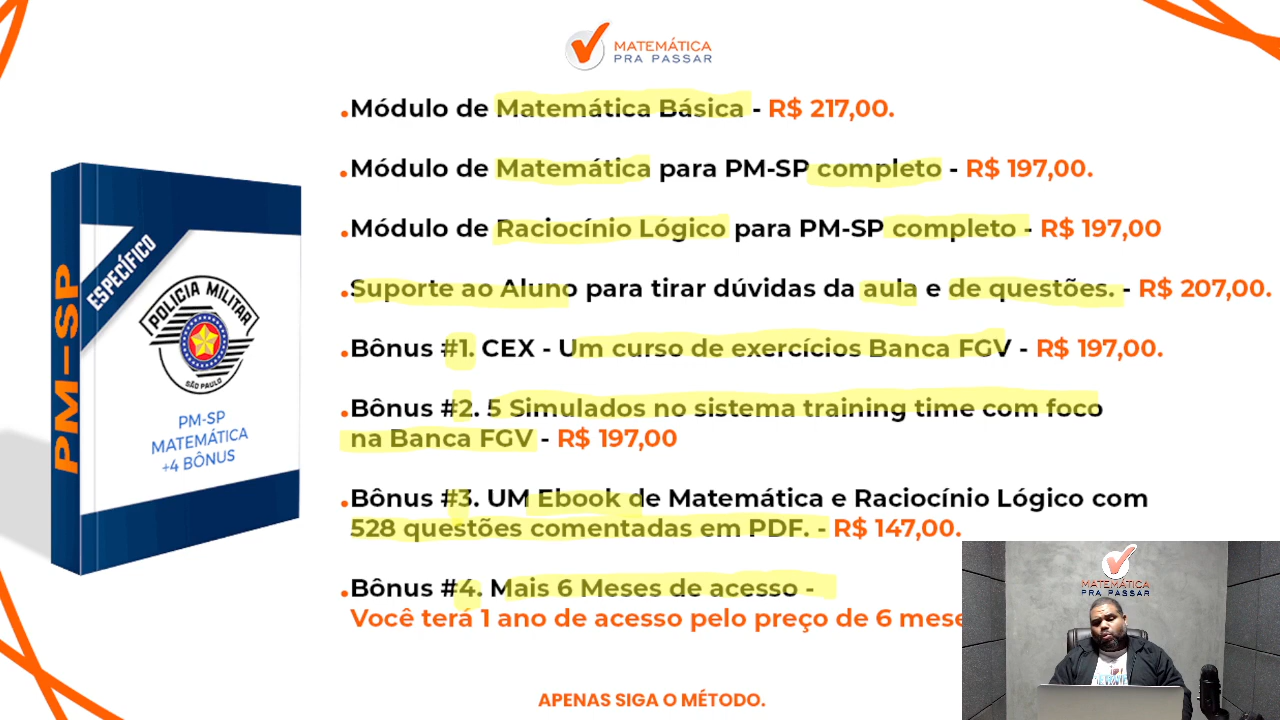 MATEMÁTICA
PRA PASSAR
•Módulo de Matemática Básica - R$ 217,00.
•Módulo de Matemática para PM-SP completo - R$ 197,00.
•Módulo de Raciocínio Lógico para PM-SP completo - R$ 197,00
•Suporte ao Aluno para tirar dúvidas da aula e de questões. - R$ 207,00.
•Bônus #1. CEX - Um curso de exercícios Banca FGV - R$ 197,00.
•Bônus #2. 5 Simulados no sistema training time com foco
na Banca FGV - R$ 197,00
•Bônus #3. UM Ebook de Matemática e Raciocínio Lógico com
528 questões comentadas em PDF. - R$ 147,00.
•Bônus #4. Mais 6 Meses de acesso -
Você terá 1 ano de acesso pelo preço de 6 mese
PM-SP
ESPECÍFICO
POLICIA MILITAR
SÃO PAULO
PM-SP
MATEMÁTICA
+4 BÔNUS
MATEMÁTICA
PRA PASSAR
APENAS SIGA O MÉTODO.